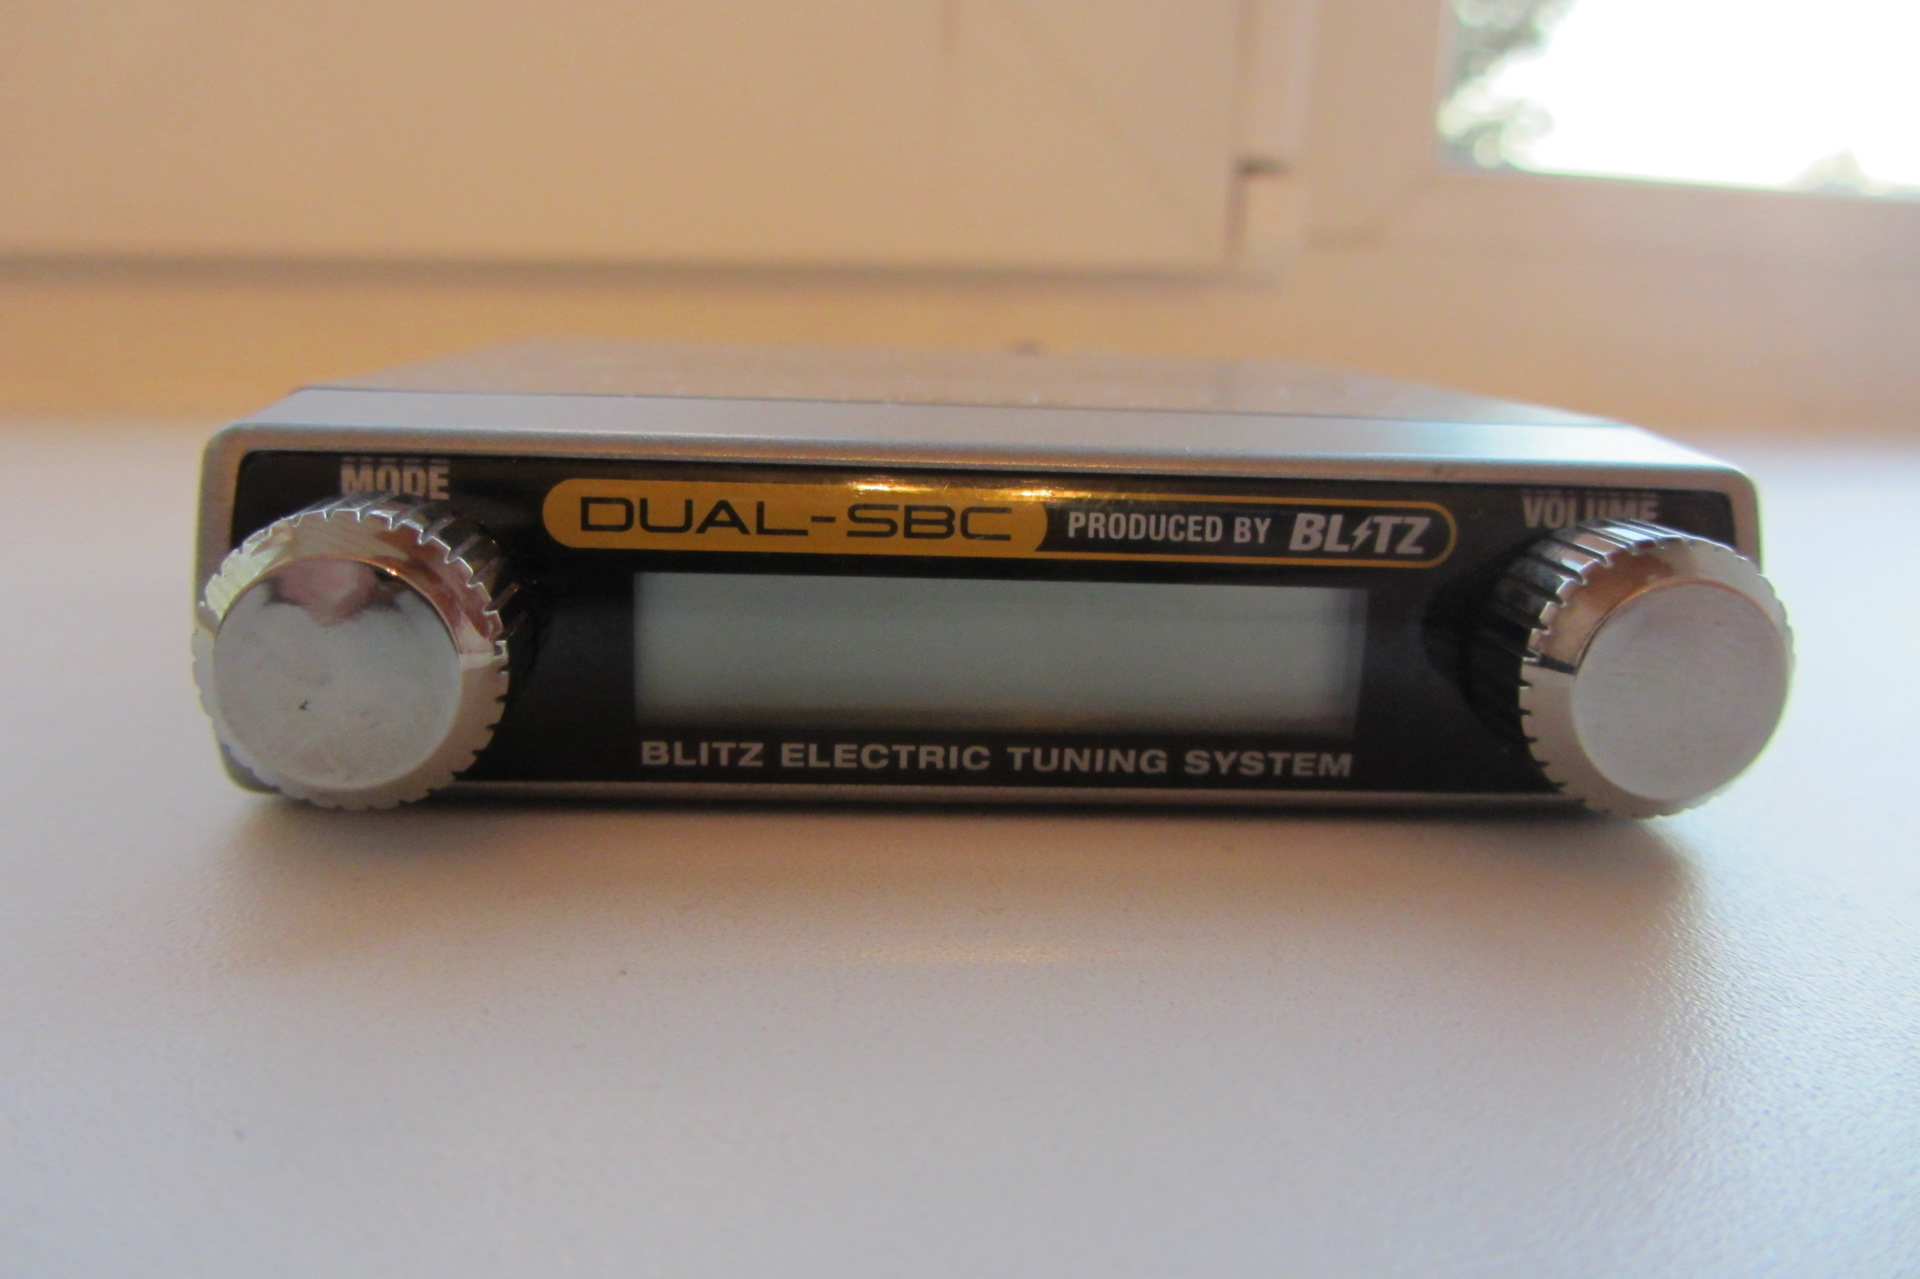 MODE
DUAL-SBC PRODUCED BY BLITZ
VOLUME
BLITZ ELECTRIC TUNING SYSTEM